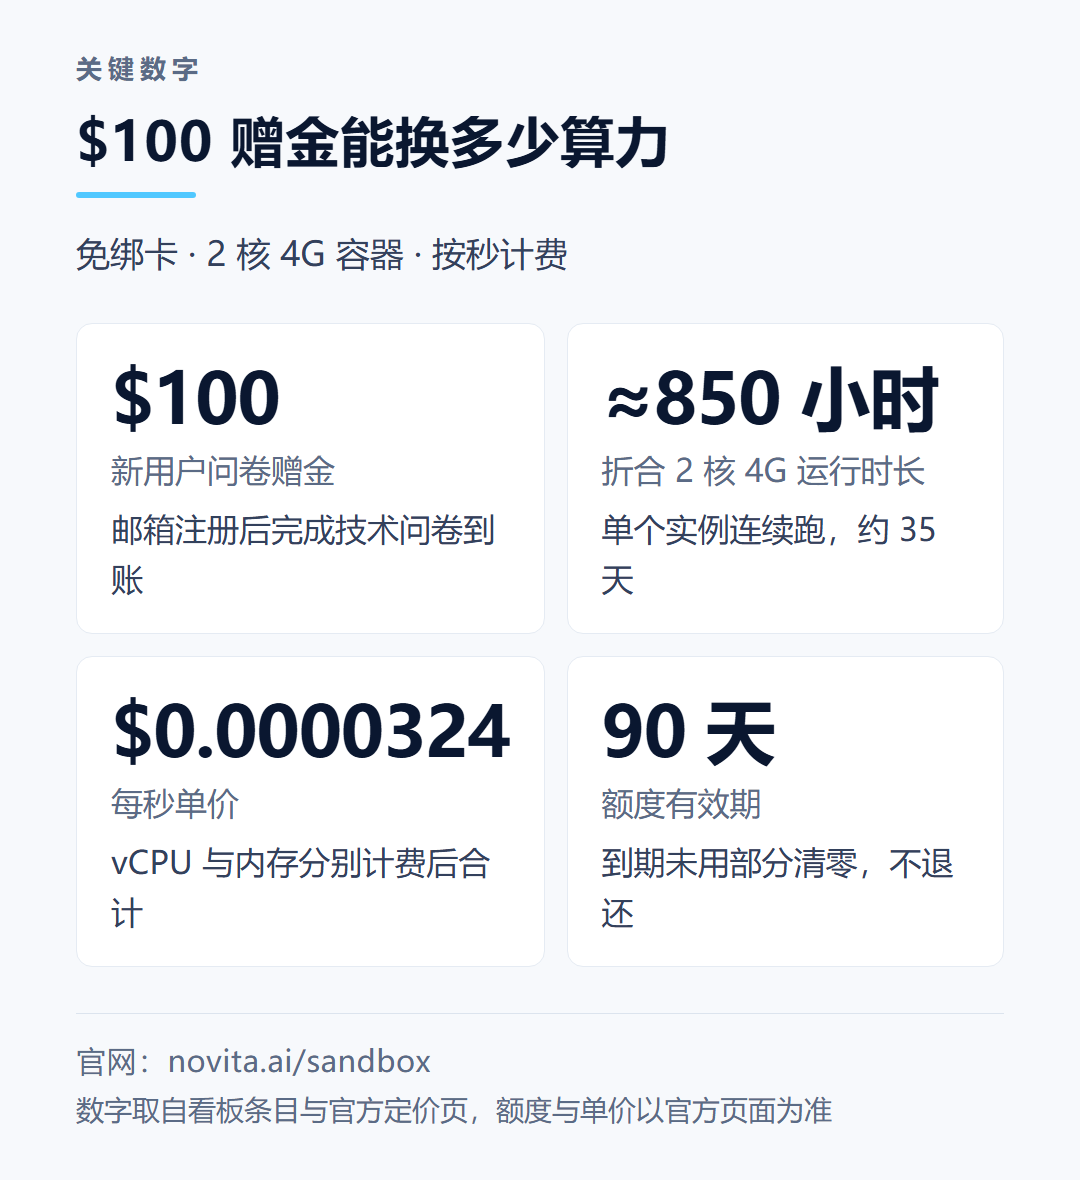 关键数字
$100 赠金能换多少算力
免绑卡 · 2 核 4G 容器 · 按秒计费
$100
新用户问卷赠金
邮箱注册后完成技术问卷到
账
≈850 小时
折合 2 核 4G 运行时长
单个实例连续跑，约 35
天
$0.0000324
每秒单价
vCPU 与内存分别计费后合
计
90 天
额度有效期
到期未用部分清零，不退
还
官网：novita.ai/sandbox
数字取自看板条目与官方定价页，额度与单价以官方页面为准